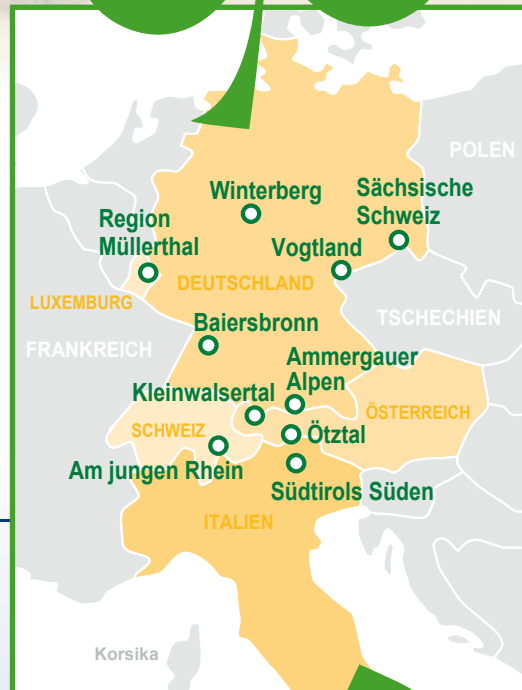 POLEN
Winterberg
Sächsische
Schweiz
Region
Müllerthal
Vogtland
DEUTSCHLAND
LUXEMBURG
TSCHECHIEN
Baiersbronn
FRANKREICH
Ammergauer
Alpen
Kleinwalsertal
ÖSTERREICH
SCHWEIZ
Ötztal
Am jungen Rhein
Südtirols Süden
ITALIEN
Korsika